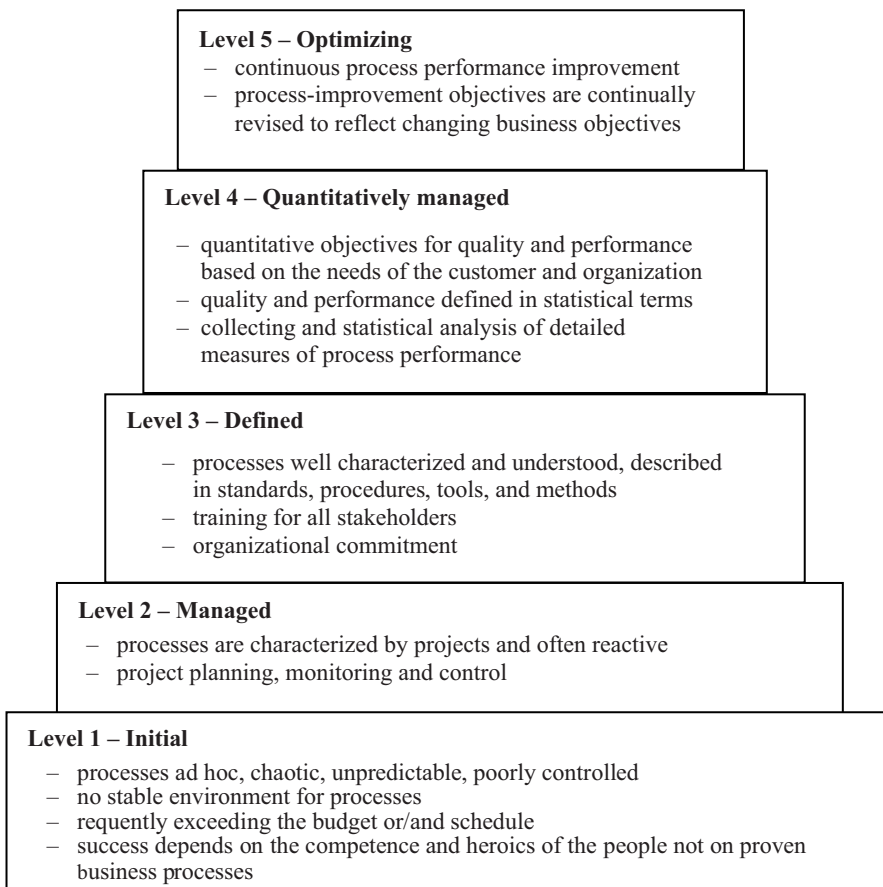 Level 5 – Optimizing
– continuous process performance improvement
– process-improvement objectives are continually
revised to reflect changing business objectives
Level 4 – Quantitatively managed
– quantitative objectives for quality and performance
based on the needs of the customer and organization
– quality and performance defined in statistical terms
– collecting and statistical analysis of detailed
measures of process performance
Level 3 – Defined
– processes well characterized and understood, described
in standards, procedures, tools, and methods
– training for all stakeholders
– organizational commitment
Level 2 – Managed
– processes are characterized by projects and often reactive
– project planning, monitoring and control
Level 1 – Initial
– processes ad hoc, chaotic, unpredictable, poorly controlled
– no stable environment for processes
– requently exceeding the budget or/and schedule
– success depends on the competence and heroics of the people not on proven
business processes